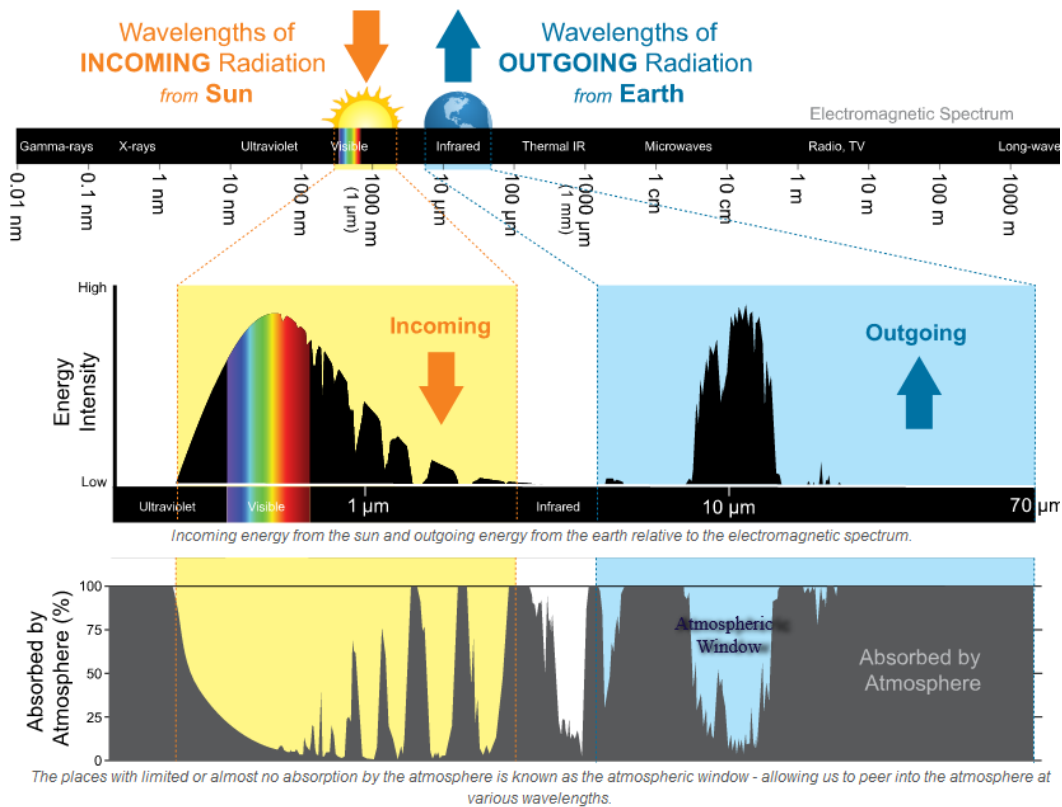 Wavelengths of
INCOMING Radiation
from Sun
Wavelengths of
OUTGOING Radiation
from Earth
Electromagnetic Spectrum
Gamma-rays X-rays Ultraviolet Visible Infrared Thermal IR Microwaves Radio, TV Long-wave
0.01 nm 0.1 nm 1 nm 10 nm 100 nm (1 µm) 10 µm 100 µm 100 µm (1 mm) 1 cm 10 cm 1 m 10 m 100 m 1000 m
High
Incoming
Outgoing
Energy
Intensity
Low
Ultraviolet Visible 1 µm Infrared 10 µm 70 µm
Incoming energy from the sun and outgoing energy from the earth relative to the electromagnetic spectrum.
Absorbed by
Atmosphere (%)
100
75
50
25
0
Atmospheric
Window
Absorbed by
Atmosphere
The places with limited or almost no absorption by the atmosphere is known as the atmospheric window - allowing us to peer into the atmosphere at
various wavelengths.